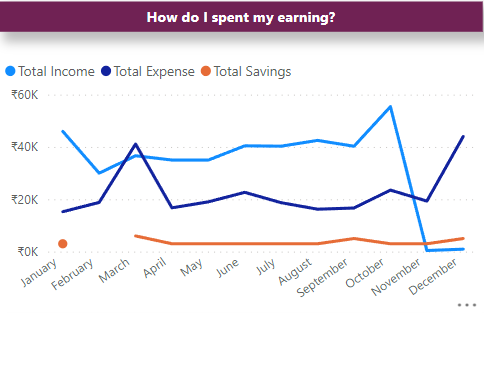 How do I spent my earning?
Total Income Total Expense Total Savings
₹60K
₹40K
₹20K
₹0K
January February March April May June July August September October November December